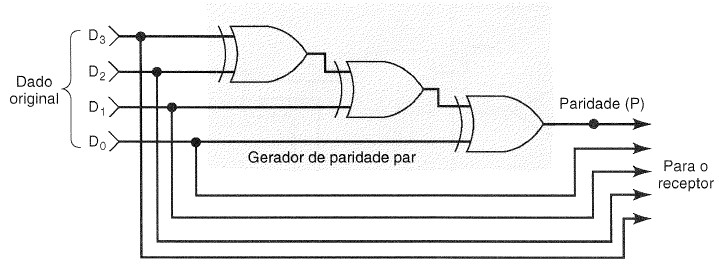 D3
D2
D1
D0
Dado
original
Gerador de paridade par
Paridade (P)
Para o
receptor